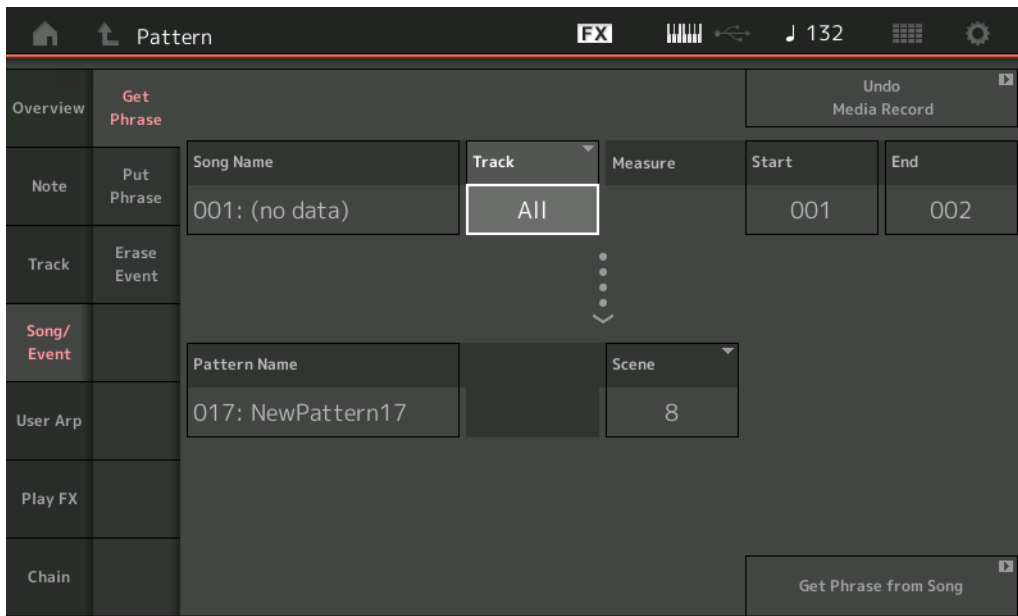 Pattern
FX
♩ 132
Overview
Note
Track
Song/
Event
User Arp
Play FX
Chain
Get
Phrase
Put
Phrase
Erase
Event
Undo
Media Record
Song Name
Track
Measure
Start
End
001: (no data)
All
001
002
Pattern Name
Scene
017: NewPattern17
8
Get Phrase from Song